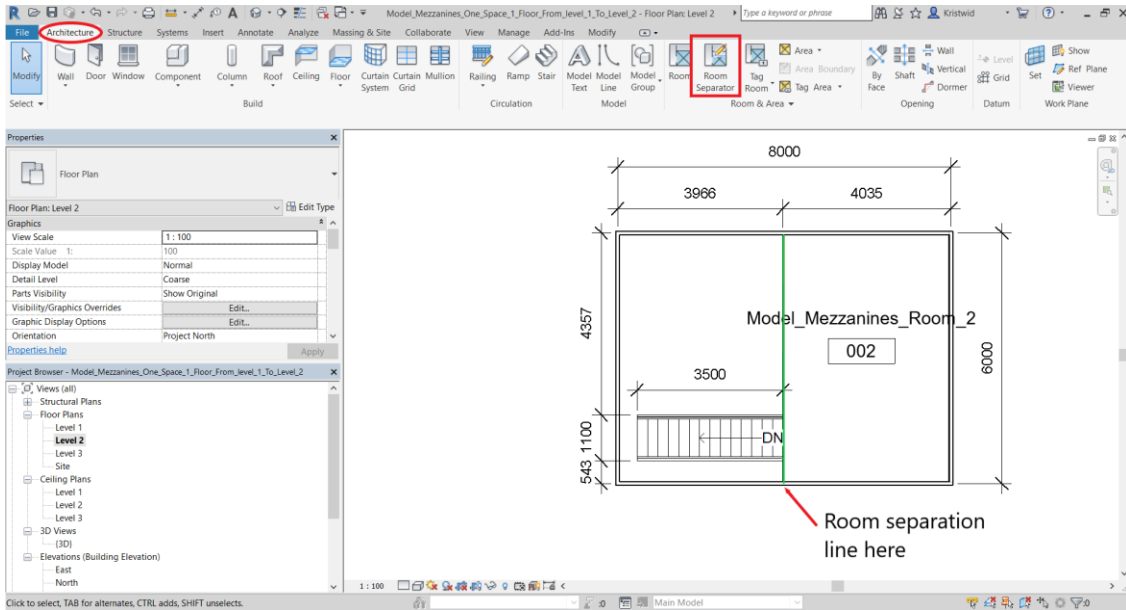 Model_Mezzanines_One_Space_1_Floor_From_level_1_To_Level_2 - Floor Plan: Level 2
Type a keyword or phrase
Kristwid
File Architecture Structure Systems Insert Annotate Analyze Massing & Site Collaborate View Manage Add-Ins Modify
Modify
Wall Door Window Component Column Roof Ceiling Floor Curtain System Curtain Grid Mullion
Railing Ramp Stair
Model Text Model Line Model Group
Room Room Separator Tag Room
Area
Area Boundary
Tag Area
By Face Shaft
Wall
Vertical
Dormer
Level
Grid
Set
Show
Ref Plane
Viewer
Select Build Circulation Model Room & Area Opening Datum Work Plane
Properties
Floor Plan
Floor Plan: Level 2 Edit Type
Graphics
View Scale 1 : 100
Scale Value 1: 100
Display Model Normal
Detail Level Coarse
Parts Visibility Show Original
Visibility/Graphics Overrides Edit...
Graphic Display Options Edit...
Orientation Project North
Properties help Apply
Project Browser - Model_Mezzanines_One_Space_1_Floor_From_level_1_To_Level_2
Views (all)
Structural Plans
Floor Plans
Level 1
Level 2
Level 3
Site
Ceiling Plans
Level 1
Level 2
Level 3
3D Views
{3D}
Elevations (Building Elevation)
East
North
8000
3966 4035
4357
Model_Mezzanines_Room_2
002
6000
3500
1100
DN
543
Room separation
line here
1 : 100
Click to select, TAB for alternates, CTRL adds, SHIFT unselects.
:0
Main Model
:0